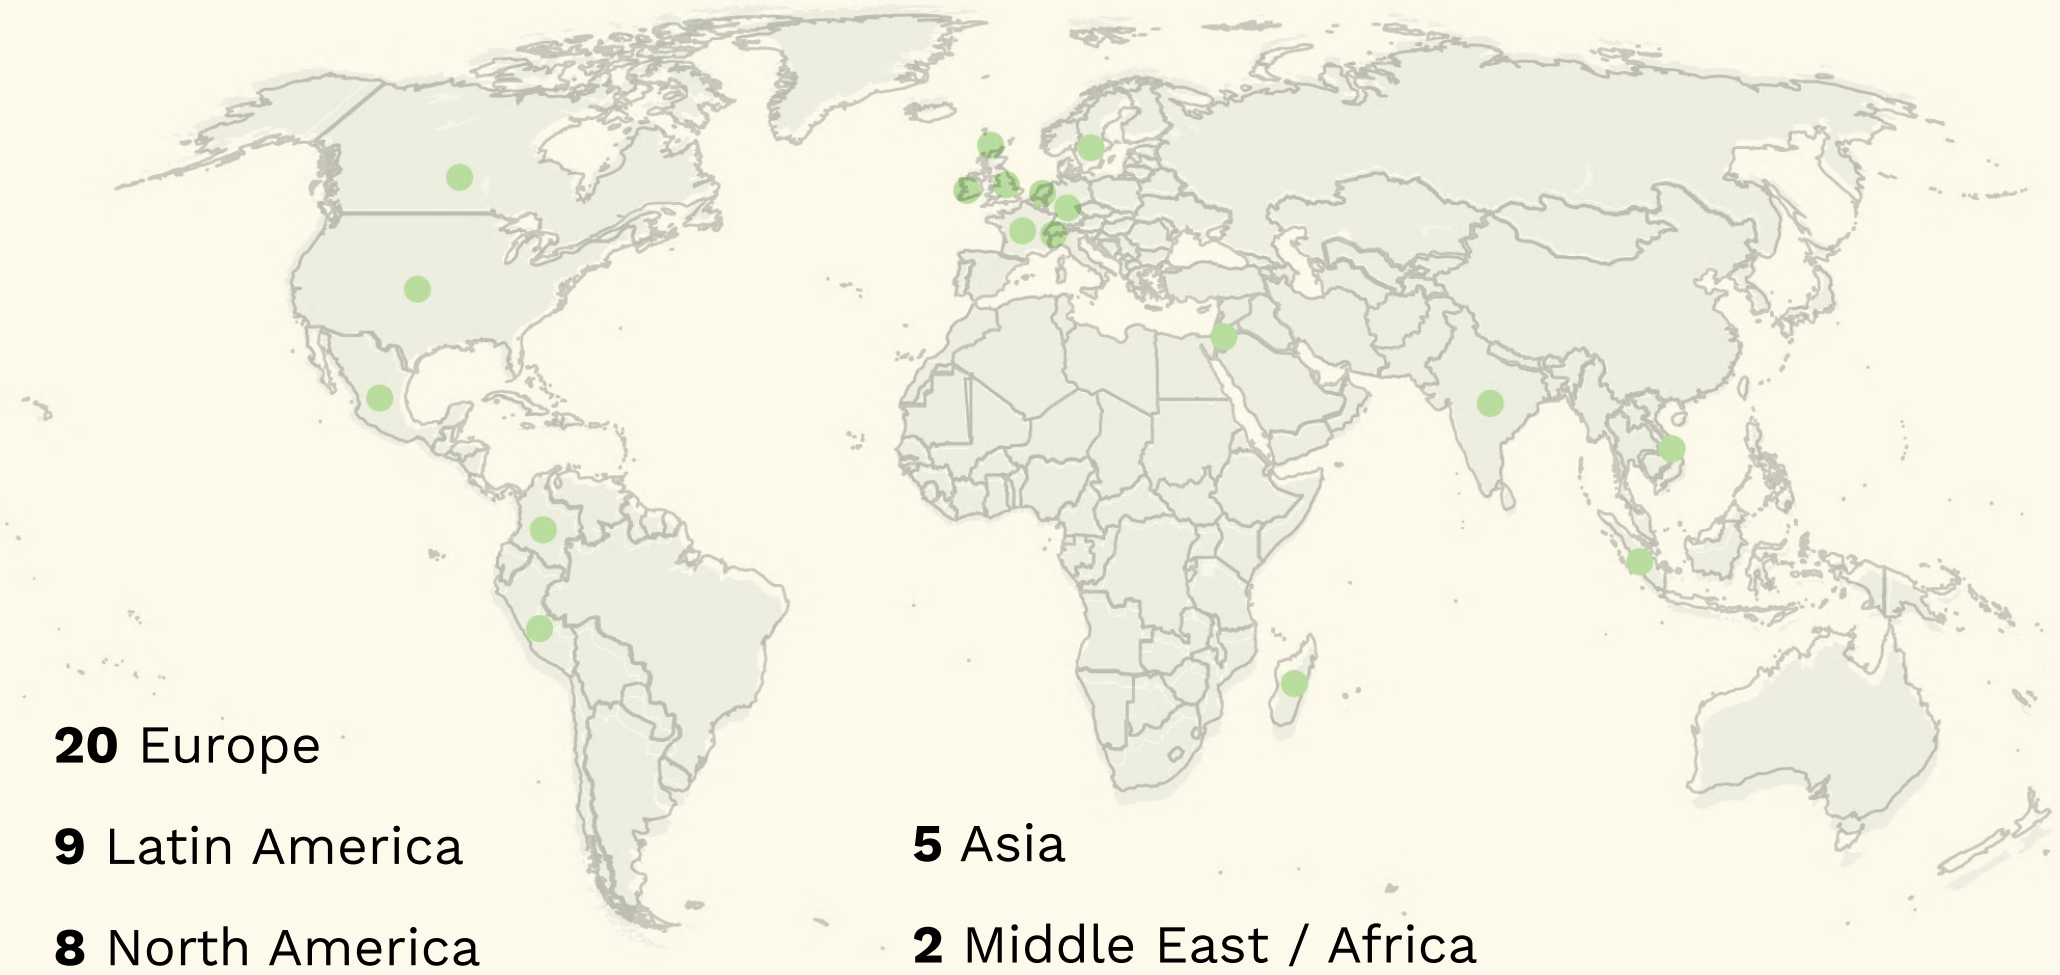 20 Europe
9 Latin America
8 North America
5 Asia
2 Middle East / Africa